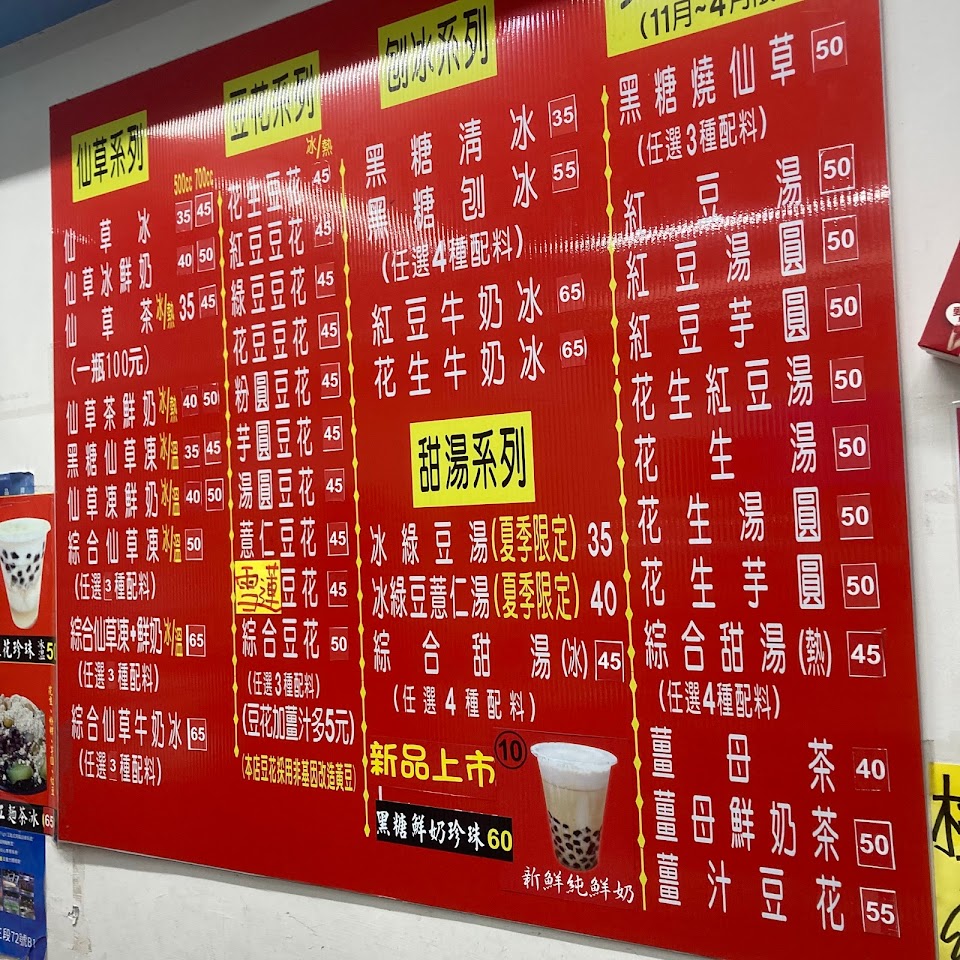 仙草系列
500cc 700cc
仙草冰 35 45
仙草冰鮮奶 40 50
仙草茶 冰/熱 35 45
(一瓶100元)
仙草茶鮮奶 冰/熱 40 50
黑糖仙草凍 冰/溫 35 45
仙草凍鮮奶 冰/溫 40 50
綜合仙草凍 冰/溫 50
(任選3種配料)
綜合仙草凍+鮮奶 冰/溫 65
(任選3種配料)
綜合仙草牛奶冰 65
(任選3種配料)
豆花系列
冰/熱
花生豆花 45
紅豆豆花 45
綠豆豆花 45
花豆豆花 45
粉圓豆花 45
芋圓豆花 45
湯圓豆花 45
薏仁豆花 45
雪蓮豆花 45
綜合豆花 50
(任選3種配料)
(豆花加薑汁多5元)
(本店豆花採用非基因改造黃豆)
刨冰系列
黑糖清冰 35
黑糖刨冰 55
(任選4種配料)
紅豆牛奶冰 65
花生牛奶冰 65
甜湯系列
冰綠豆湯(夏季限定) 35
冰綠豆薏仁湯(夏季限定) 40
綜合甜湯(冰) 45
(任選4種配料)
新品上市
黑糖鮮奶珍珠60
10
新鮮純鮮奶
(11月~4月
黑糖燒仙草 50
(任選3種配料)
紅豆湯 50
紅豆湯圓 50
紅豆芋圓 50
花生紅豆湯 50
花生湯 50
花生湯圓 50
花生芋圓 50
綜合甜湯(熱) 45
(任選4種配料)
薑母茶 40
薑母鮮奶茶 50
薑汁豆花 55
花珍珠
麵茶冰(65
三段72號B1